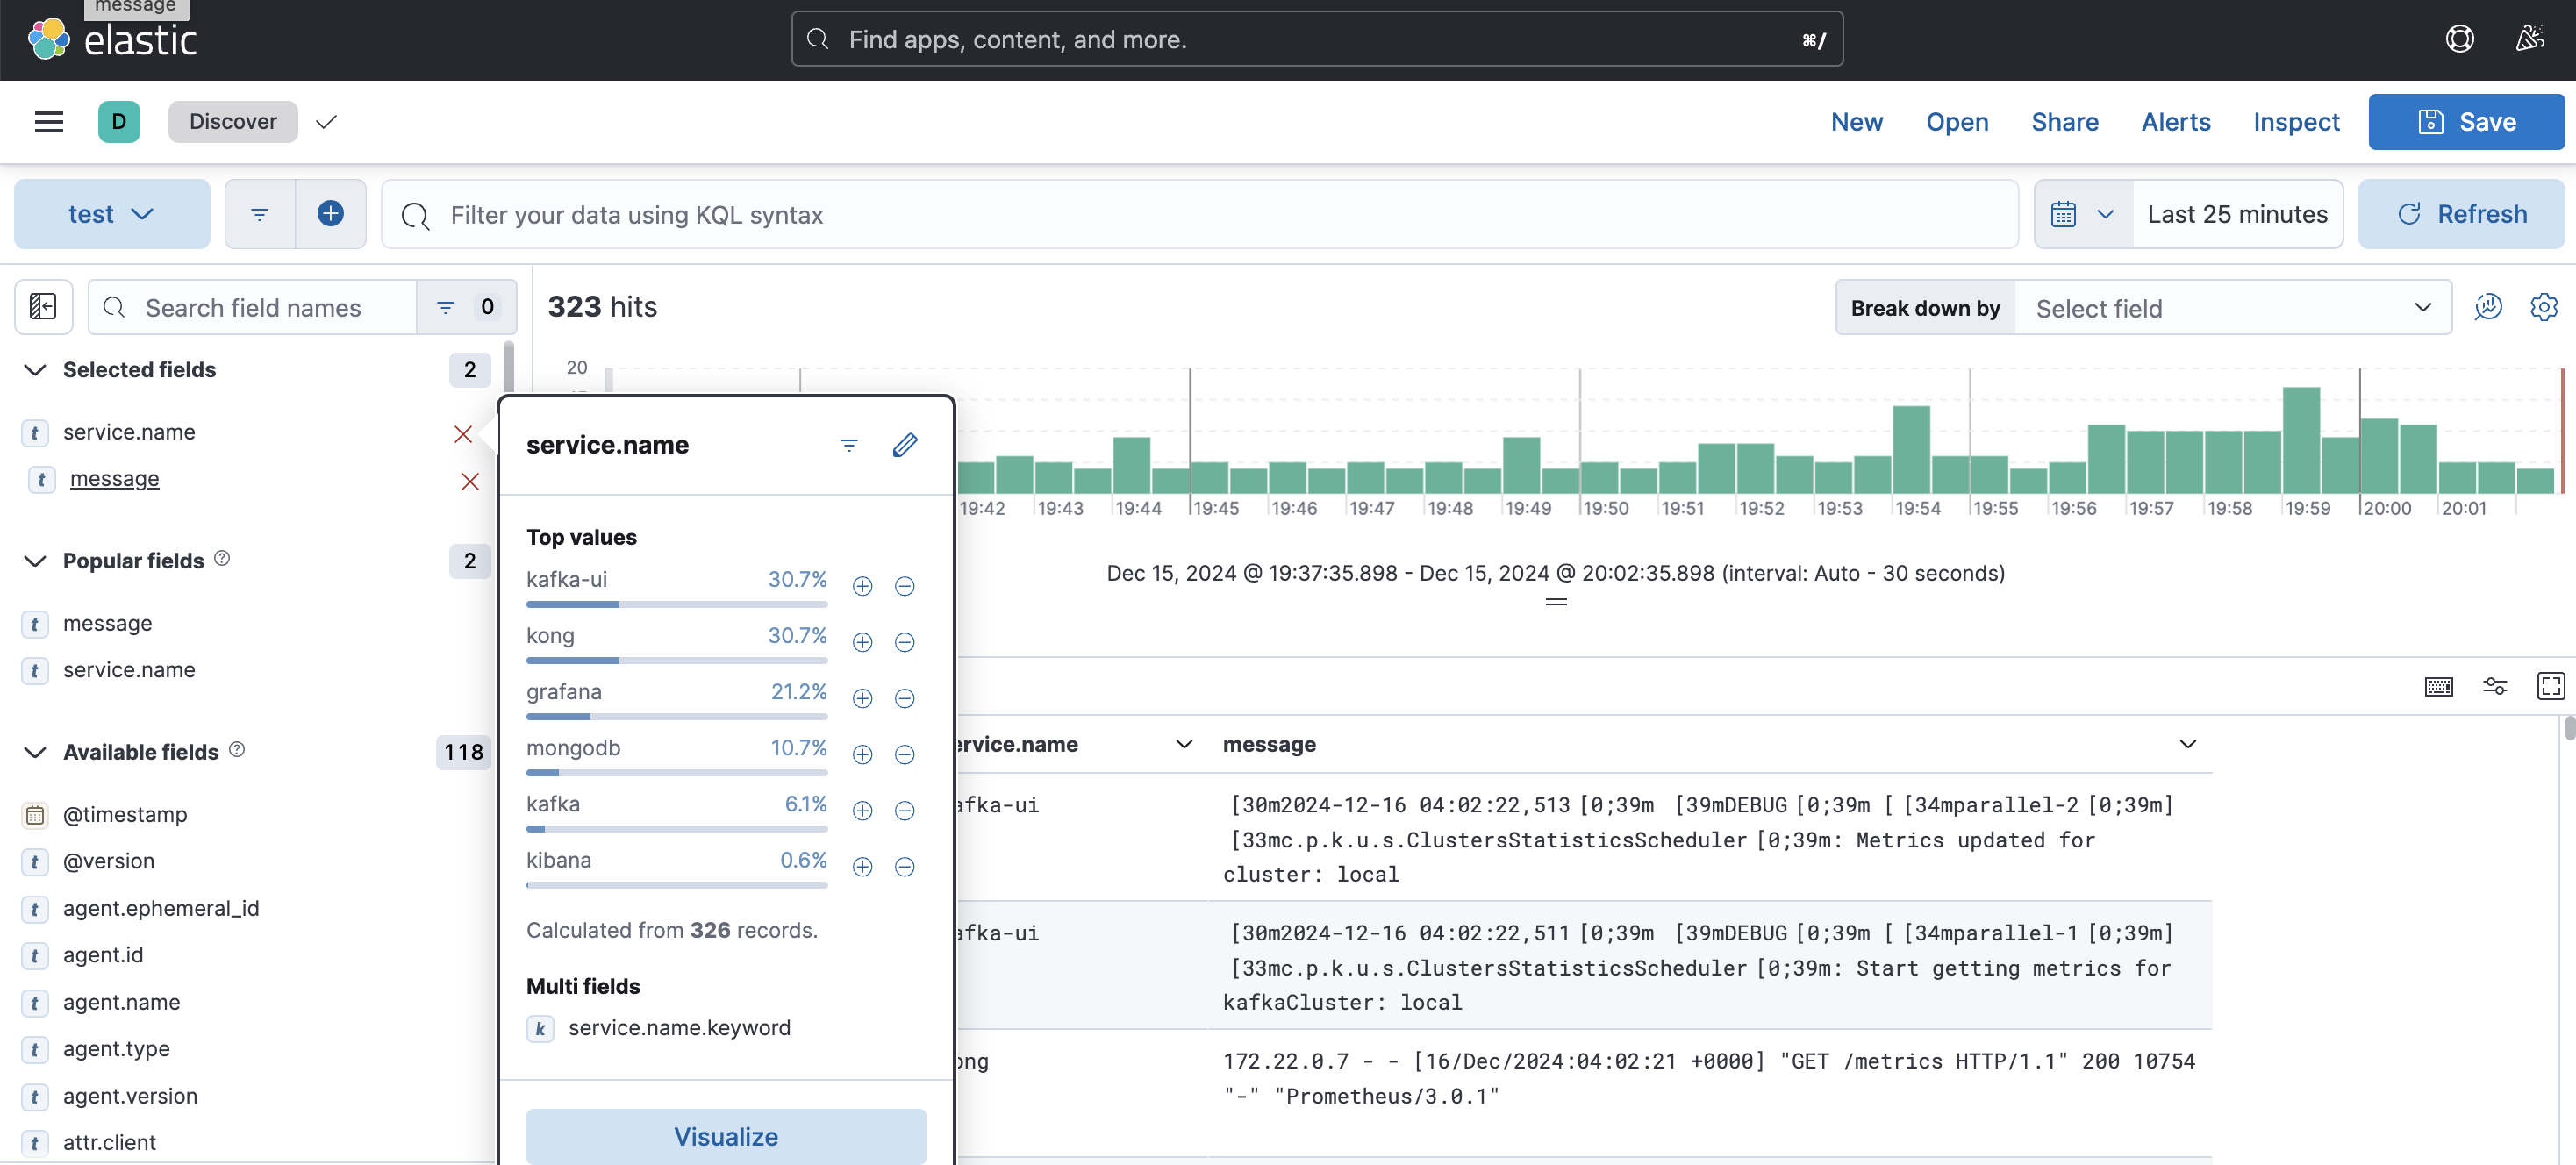 message
elastic
Find apps, content, and more.
⌘/
D
Discover
New
Open
Share
Alerts
Inspect
Save
test
Filter your data using KQL syntax
Last 25 minutes
Refresh
Search field names
0
323 hits
Break down by
Select field
Selected fields
2
t service.name
t message
Popular fields
2
t message
t service.name
Available fields
118
@timestamp
t @version
t agent.ephemeral_id
t agent.id
t agent.name
t agent.type
t agent.version
t attr.client
20
19:42 19:43 19:44 19:45 19:46 19:47 19:48 19:49 19:50 19:51 19:52 19:53 19:54 19:55 19:56 19:57 19:58 19:59 20:00 20:01
Dec 15, 2024 @ 19:37:35.898 - Dec 15, 2024 @ 20:02:35.898 (interval: Auto - 30 seconds)
service.name
Top values
kafka-ui 30.7%
kong 30.7%
grafana 21.2%
mongodb 10.7%
kafka 6.1%
kibana 0.6%
Calculated from 326 records.
Multi fields
k service.name.keyword
Visualize
ervice.name
message
afka-ui
[30m2024-12-16 04:02:22,513 [0;39m [39mDEBUG [0;39m [ [34mparallel-2 [0;39m]
[33mc.p.k.u.s.ClustersStatisticsScheduler [0;39m: Metrics updated for
cluster: local
afka-ui
[30m2024-12-16 04:02:22,511 [0;39m [39mDEBUG [0;39m [ [34mparallel-1 [0;39m]
[33mc.p.k.u.s.ClustersStatisticsScheduler [0;39m: Start getting metrics for
kafkaCluster: local
ong
172.22.0.7 - - [16/Dec/2024:04:02:21 +0000] "GET /metrics HTTP/1.1" 200 10754
"-" "Prometheus/3.0.1"